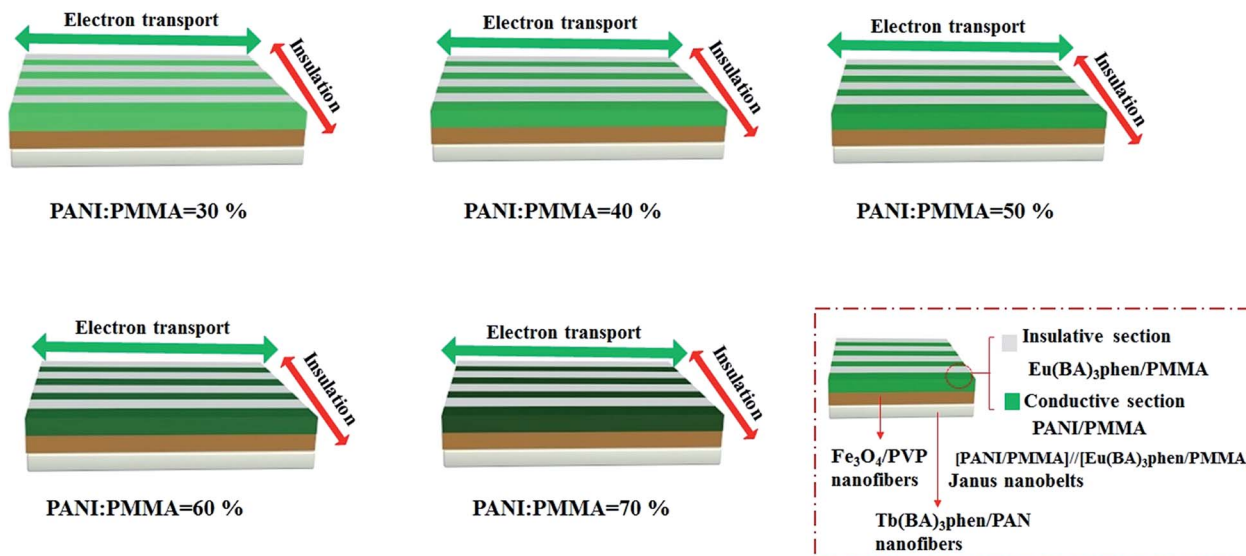 Electron transport
Insulation
PANI:PMMA=30 %
Electron transport
Insulation
PANI:PMMA=40 %
Electron transport
Insulation
PANI:PMMA=50 %
Electron transport
Insulation
PANI:PMMA=60 %
Electron transport
Insulation
PANI:PMMA=70 %
Insulative section
Eu(BA)₃phen/PMMA
Conductive section
PANI/PMMA
Fe₃O₄/PVP
nanofibers
[PANI/PMMA]//[Eu(BA)₃phen/PMMA
Janus nanobelts
Tb(BA)₃phen/PAN
nanofibers